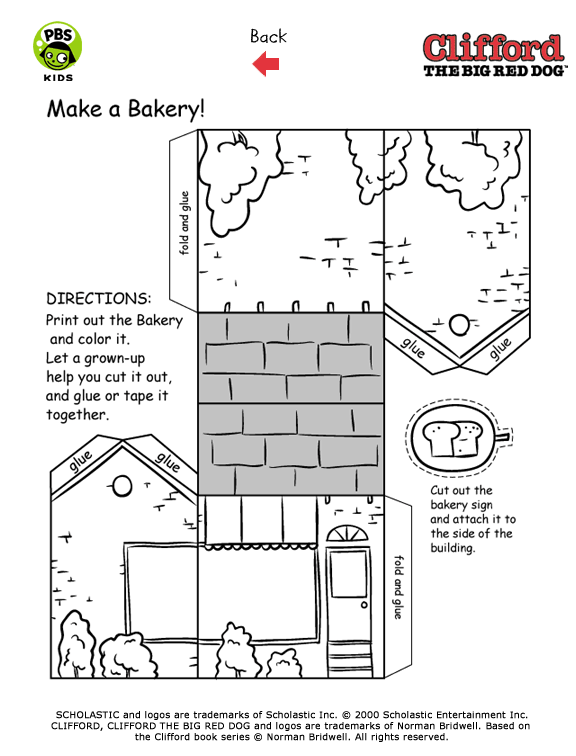 PBS
KIDS
Back
Clifford
THE BIG RED DOG
Make a Bakery!
fold and glue
DIRECTIONS:
Print out the Bakery
and color it.
Let a grown-up
help you cut it out,
and glue or tape it
together.
glue
glue
glue
glue
Cut out the
bakery sign
and attach it to
the side of the
building.
fold and glue
SCHOLASTIC and logos are trademarks of Scholastic Inc. © 2000 Scholastic Entertainment Inc.
CLIFFORD, CLIFFORD THE BIG RED DOG and logos are trademarks of Norman Bridwell. Based on
the Clifford book series © Norman Bridwell. All rights reserved.